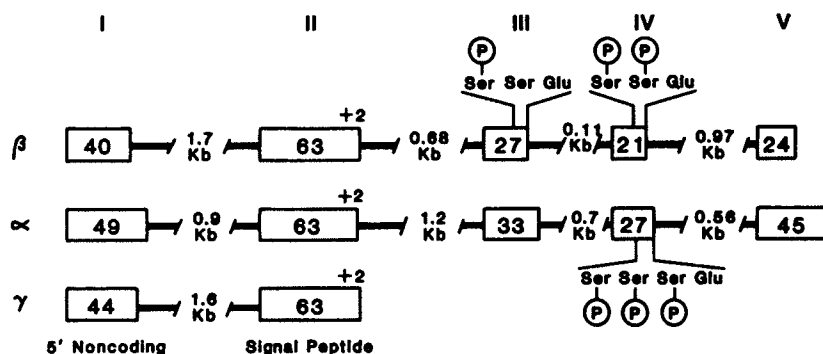 I II III IV V
P P P
Ser Ser Glu Ser Ser Glu
+2
β 40 1.7 Kb 63 0.68 Kb 27 0.11 Kb 21 0.97 Kb 24
+2
α 49 0.9 Kb 63 1.2 Kb 33 0.7 Kb 27 0.56 Kb 45
+2
Ser Ser Ser Glu
γ 44 1.6 Kb 63
P P P
5' Noncoding Signal Peptide